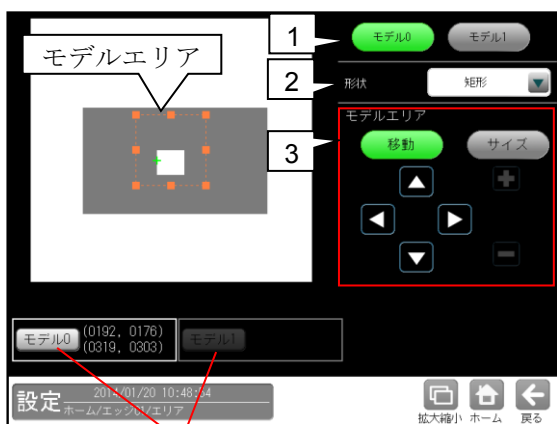 モデルエリア
1
モデル0
モデル1
2
形状
矩形
モデルエリア
3
移動
サイズ
モデル0
(0192, 0176)
(0319, 0303)
モデル1
設定
2014/01/20 10:48:54
ホーム/エッジ01/エリア
拡大縮小
ホーム
戻る